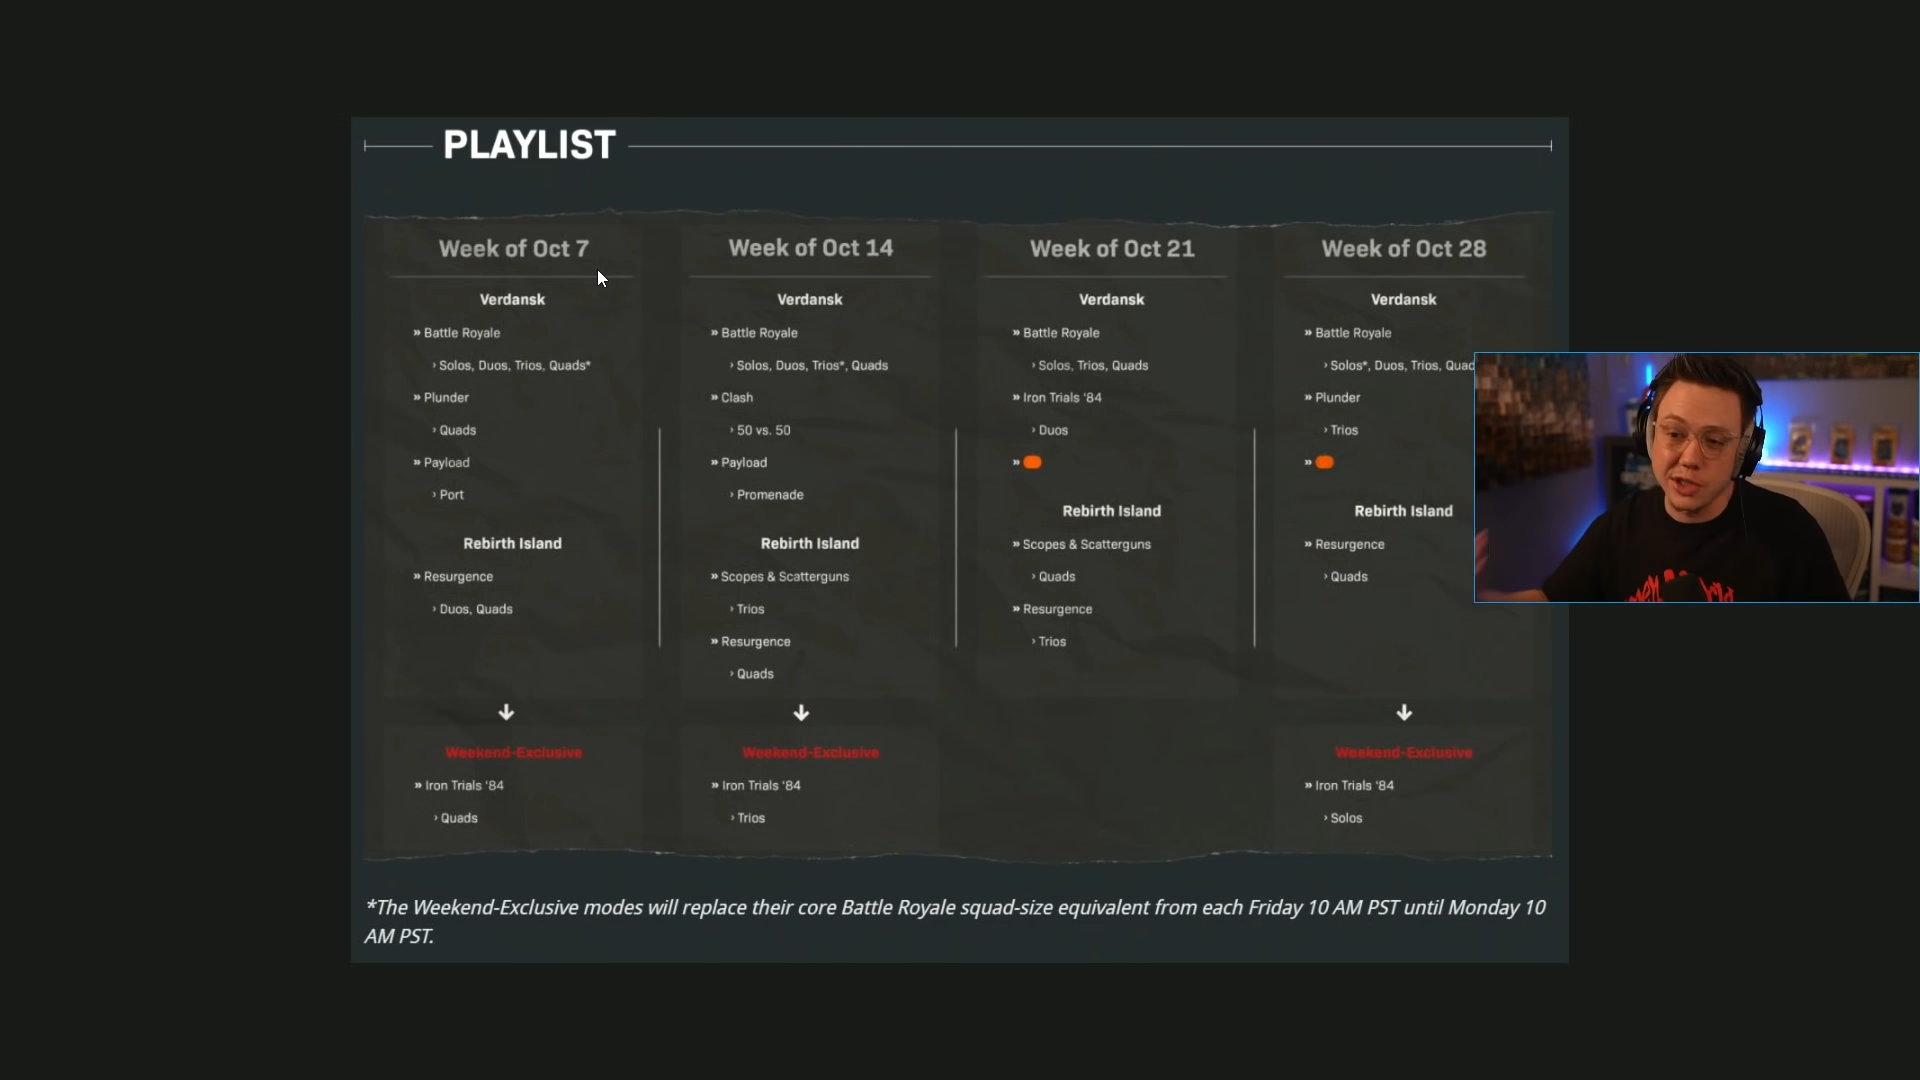 PLAYLIST
Week of Oct 7
Verdansk
» Battle Royale
› Solos, Duos, Trios, Quads*
» Plunder
› Quads
» Payload
› Port
Rebirth Island
» Resurgence
› Duos, Quads
Weekend-Exclusive
» Iron Trials '84
› Quads
Week of Oct 14
Verdansk
» Battle Royale
› Solos, Duos, Trios*, Quads
» Clash
› 50 vs. 50
» Payload
› Promenade
Rebirth Island
» Scopes & Scatterguns
› Trios
» Resurgence
› Quads
Weekend-Exclusive
» Iron Trials '84
› Trios
Week of Oct 21
Verdansk
» Battle Royale
› Solos, Trios, Quads
» Iron Trials '84
› Duos
»
Rebirth Island
» Scopes & Scatterguns
› Quads
» Resurgence
› Trios
Week of Oct 28
Verdansk
» Battle Royale
› Solos*, Duos, Trios, Quad
» Plunder
› Trios
»
Rebirth Island
» Resurgence
› Quads
Weekend-Exclusive
» Iron Trials '84
› Solos
*The Weekend-Exclusive modes will replace their core Battle Royale squad-size equivalent from each Friday 10 AM PST until Monday 10
AM PST.